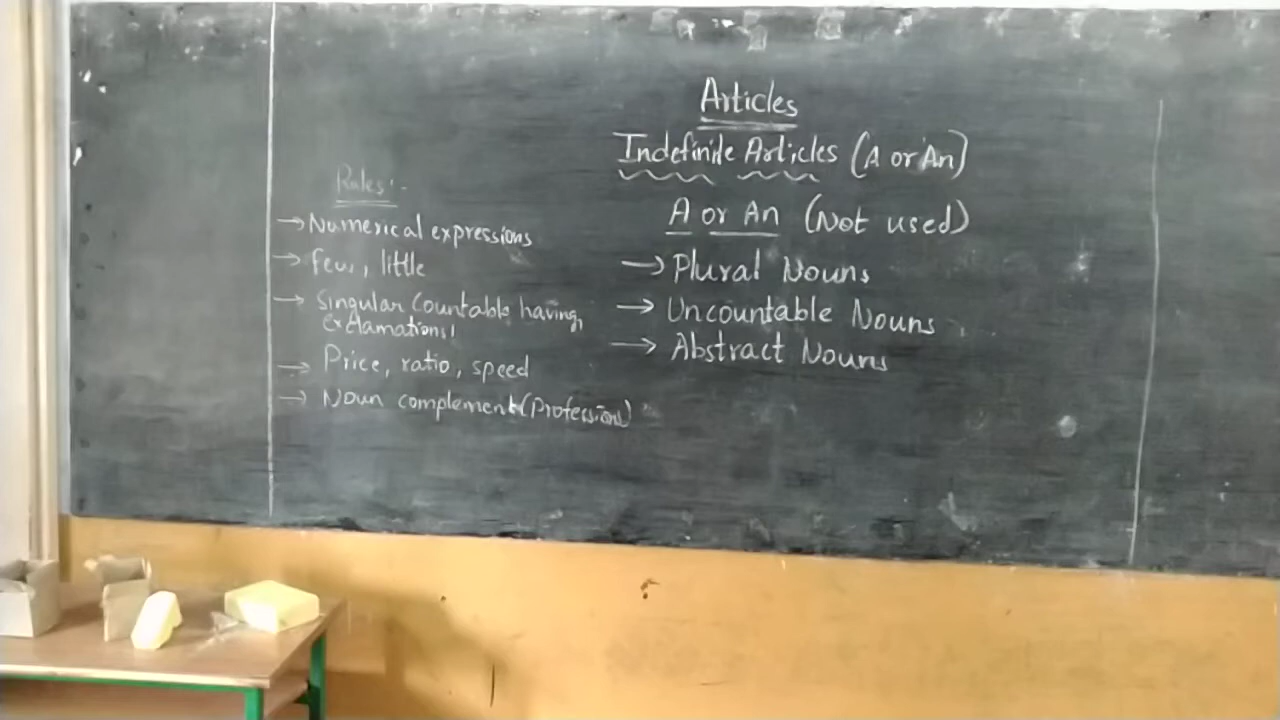 Articles
Indefinite Articles (A or An)
A or An (Not used)
→ Plural Nouns
→ Uncountable Nouns
→ Abstract Nouns
Rules:-
→ Numerical expressions
→ few, little
→ Singular Countable having,
exclamations!
→ Price, ratio, speed
→ Noun complement (Profession)